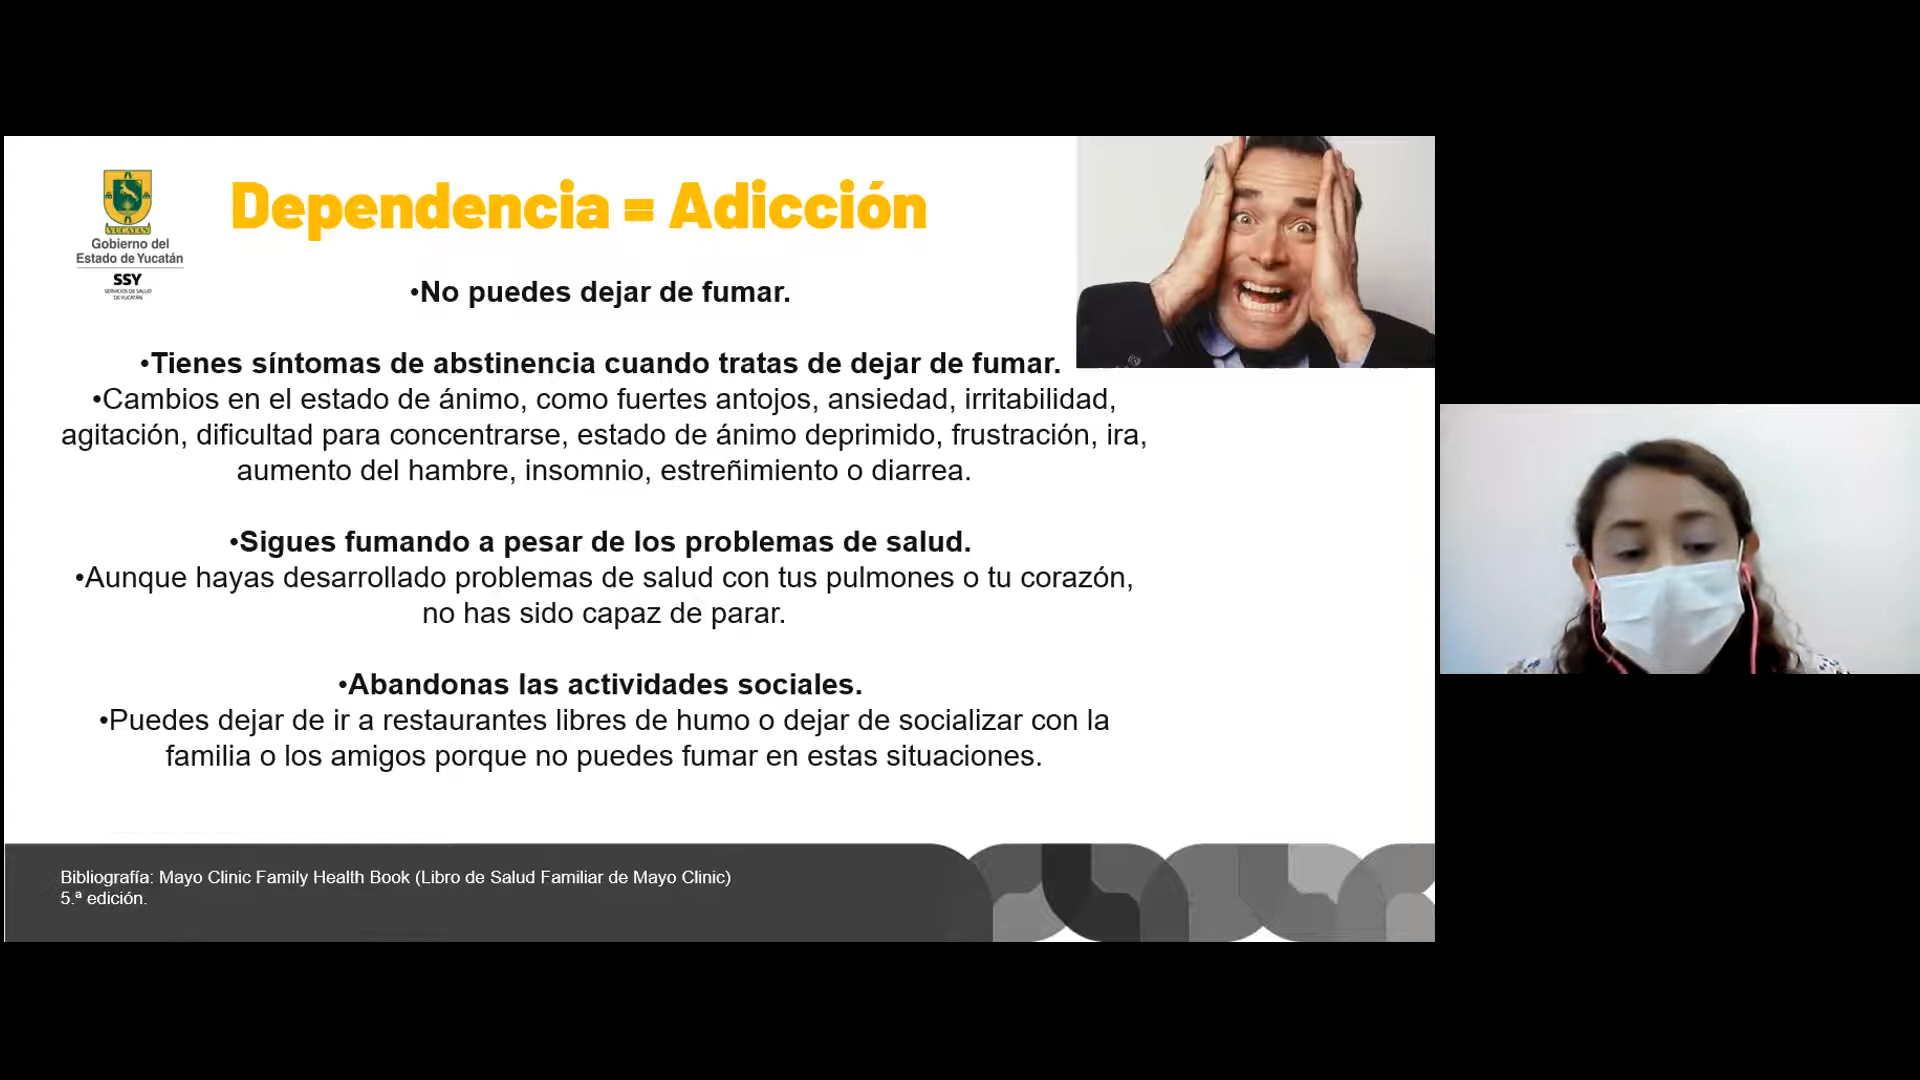 YUCATÁN
Gobierno del
Estado de Yucatán
SSY
SERVICIOS DE SALUD
DE YUCATÁN
Dependencia = Adicción
•No puedes dejar de fumar.
•Tienes síntomas de abstinencia cuando tratas de dejar de fumar.
•Cambios en el estado de ánimo, como fuertes antojos, ansiedad, irritabilidad,
agitación, dificultad para concentrarse, estado de ánimo deprimido, frustración, ira,
aumento del hambre, insomnio, estreñimiento o diarrea.
•Sigues fumando a pesar de los problemas de salud.
•Aunque hayas desarrollado problemas de salud con tus pulmones o tu corazón,
no has sido capaz de parar.
•Abandonas las actividades sociales.
•Puedes dejar de ir a restaurantes libres de humo o dejar de socializar con la
familia o los amigos porque no puedes fumar en estas situaciones.
Bibliografía: Mayo Clinic Family Health Book (Libro de Salud Familiar de Mayo Clinic)
5.ª edición.